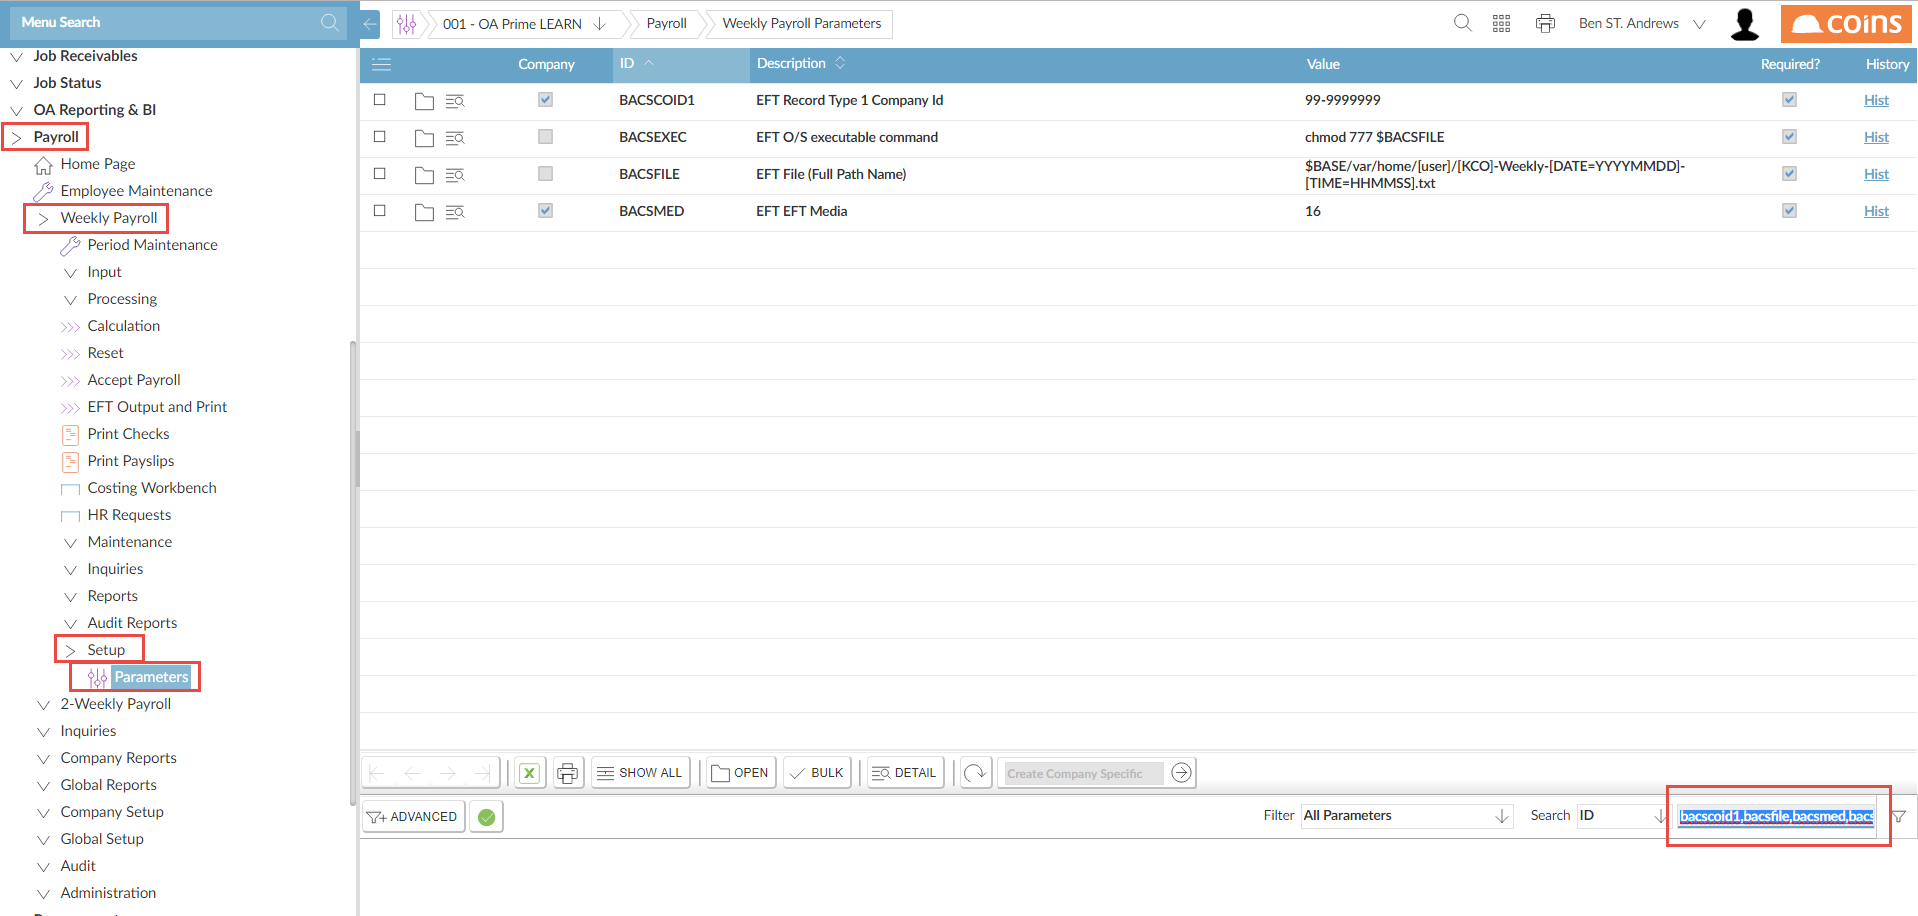 Menu Search
001 - OA Prime LEARN
Payroll
Weekly Payroll Parameters
Ben ST. Andrews
coins
Job Receivables
Job Status
OA Reporting & BI
Payroll
Home Page
Employee Maintenance
Weekly Payroll
Period Maintenance
Input
Processing
Calculation
Reset
Accept Payroll
EFT Output and Print
Print Checks
Print Payslips
Costing Workbench
HR Requests
Maintenance
Inquiries
Reports
Audit Reports
Setup
Parameters
2-Weekly Payroll
Inquiries
Company Reports
Global Reports
Company Setup
Global Setup
Audit
Administration
Company ID Description Value Required? History
BACSCOID1 EFT Record Type 1 Company Id 99-9999999 Hist
BACSEXEC EFT O/S executable command chmod 777 $BACSFILE Hist
BACSFILE EFT File (Full Path Name) $BASE/var/home/[user]/[KCO]-Weekly-[DATE=YYYYMMDD]- Hist
[TIME=HHMMSS].txt
BACSMED EFT EFT Media 16 Hist
SHOW ALL OPEN BULK DETAIL Create Company Specific
ADVANCED Filter All Parameters Search ID bacscoid1,bacsfile,bacsmed,bacs